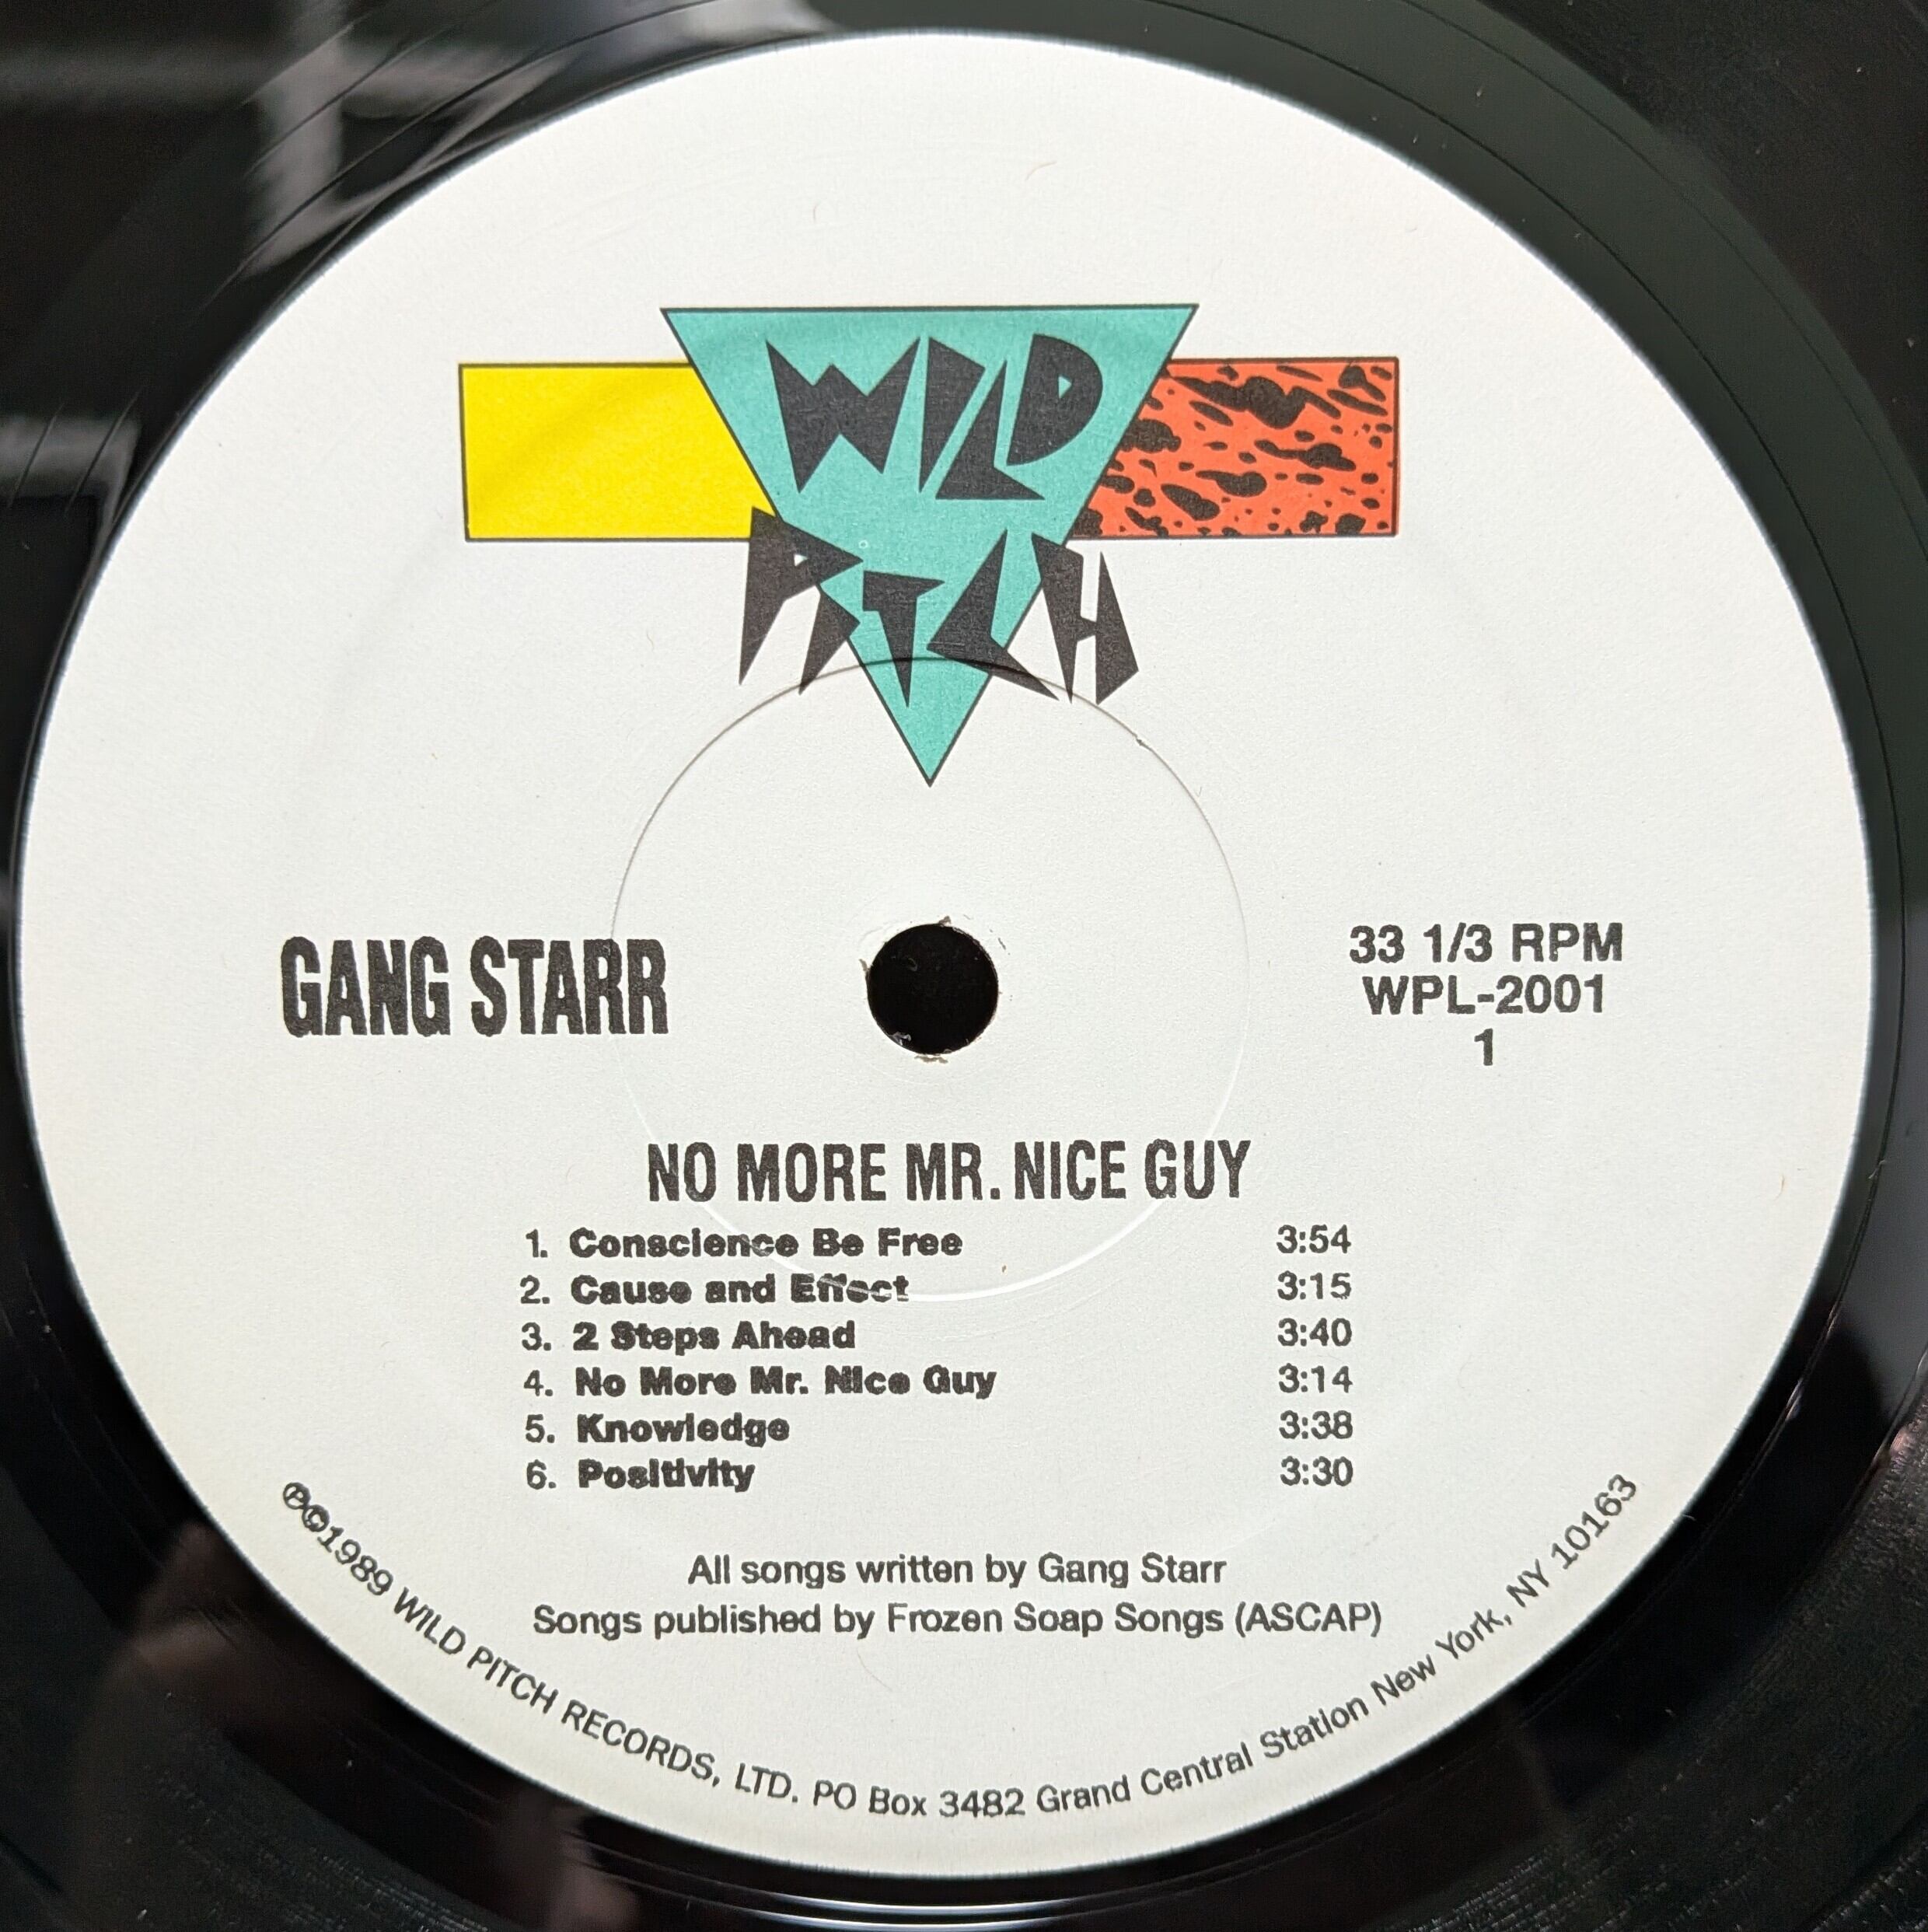 WILD
PITCH
GANG STARR
33 1/3 RPM
WPL-2001
1
NO MORE MR. NICE GUY
1. Conscience Be Free 3:54
2. Cause and Effect 3:15
3. 2 Steps Ahead 3:40
4. No More Mr. Nice Guy 3:14
5. Knowledge 3:38
6. Positivity 3:30
All songs written by Gang Starr
Songs published by Frozen Soap Songs (ASCAP)
℗©1989 WILD PITCH RECORDS, LTD. PO Box 3482 Grand Central Station New York, NY 10163